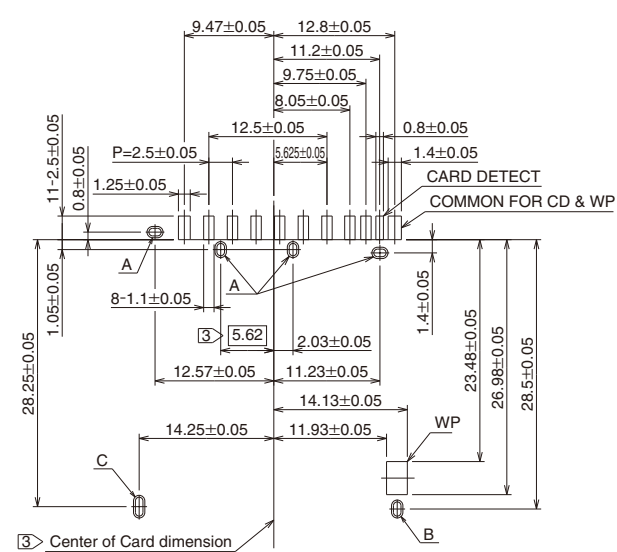 9.47±0.05
12.8±0.05
11.2±0.05
9.75±0.05
8.05±0.05
12.5±0.05
0.8±0.05
P=2.5±0.05
5.625±0.05
1.4±0.05
11-2.5±0.05
0.8±0.05
1.25±0.05
CARD DETECT
COMMON FOR CD & WP
A
A
1.05±0.05
8-1.1±0.05
1.4±0.05
3 5.62
2.03±0.05
28.25±0.05
12.57±0.05
11.23±0.05
23.48±0.05
26.98±0.05
28.5±0.05
14.13±0.05
14.25±0.05
11.93±0.05
WP
C
B
3 Center of Card dimension